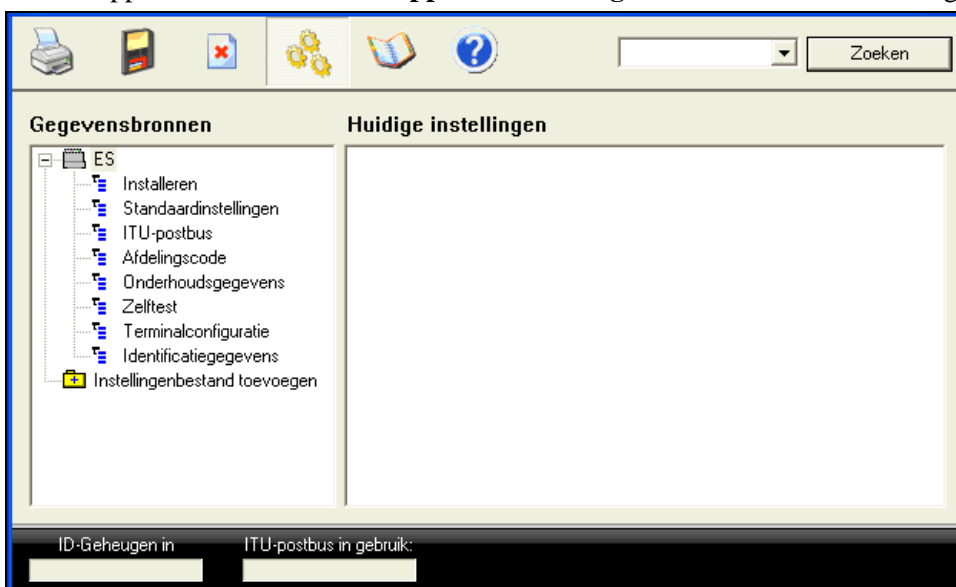 Zoeken
Gegevensbronnen
Huidige instellingen
ES
Installeren
Standaardinstellingen
ITU-postbus
Afdelingscode
Onderhoudsgegevens
Zelftest
Terminalconfiguratie
Identificatiegegevens
Instellingenbestand toevoegen
ID-Geheugen in
ITU-postbus in gebruik: